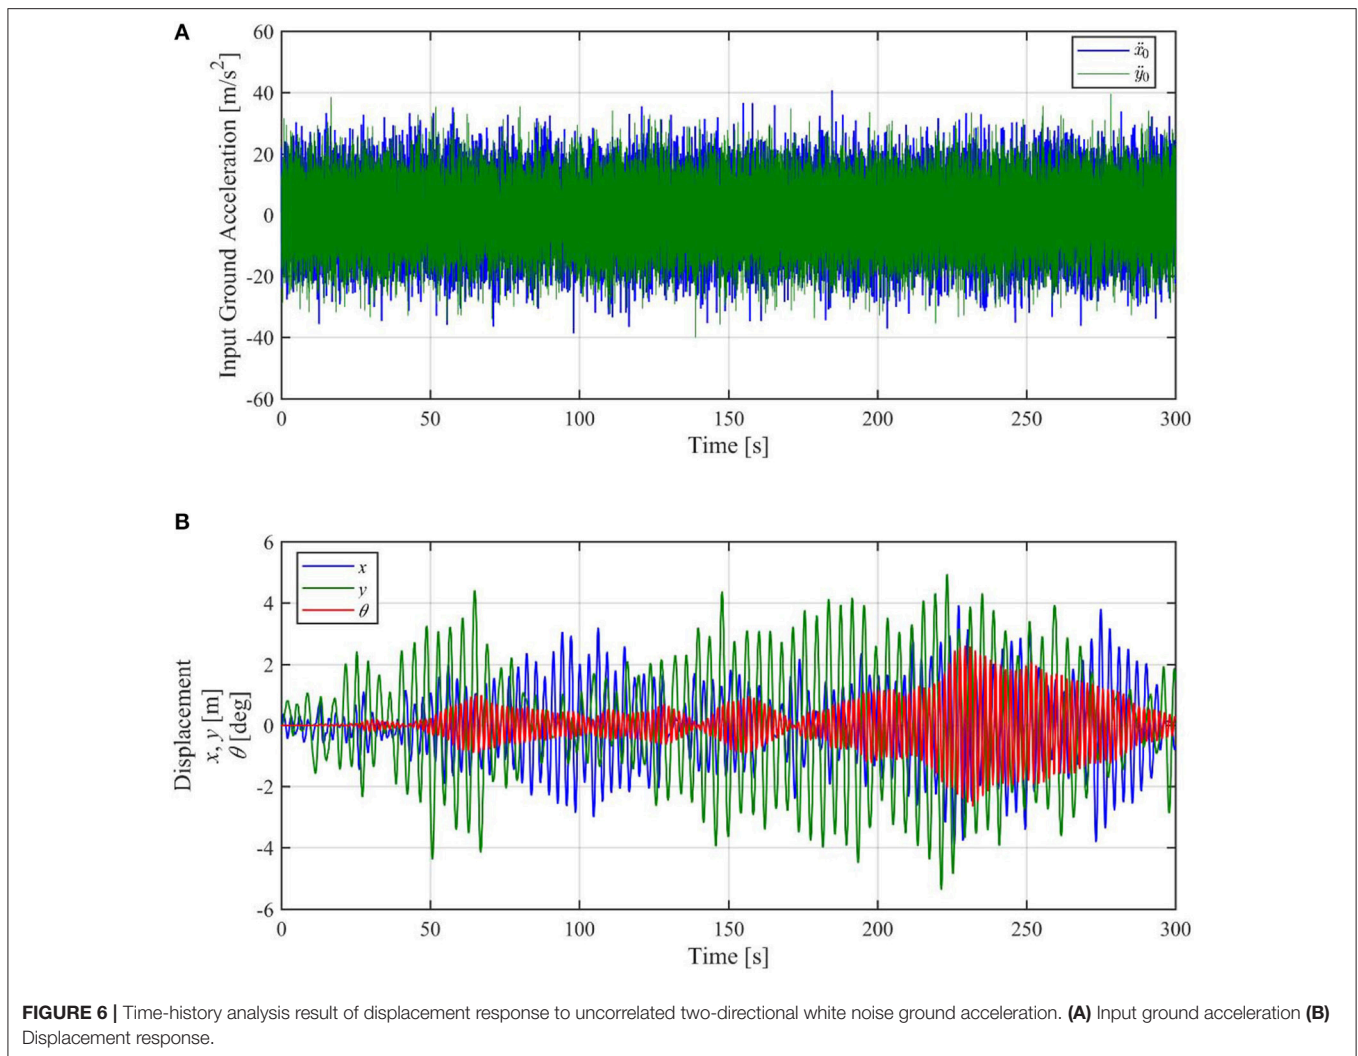 A
Input Ground Acceleration [m/s²]
60
40
20
0
-20
-40
-60
ẍ₀
ÿ₀
0 50 100 150 200 250 300
Time [s]
B
Displacement
x, y [m]
θ [deg]
6
4
2
0
-2
-4
-6
x
y
θ
0 50 100 150 200 250 300
Time [s]
FIGURE 6 | Time-history analysis result of displacement response to uncorrelated two-directional white noise ground acceleration. (A) Input ground acceleration (B)
Displacement response.